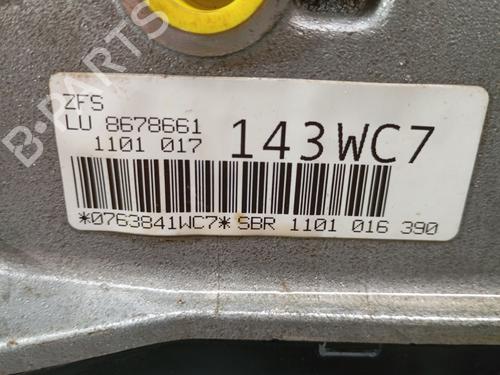 B-PARTS
ZFS
LU 8678661
1101 017
143WC7
*0763841WC7* SBR 1101 016 390